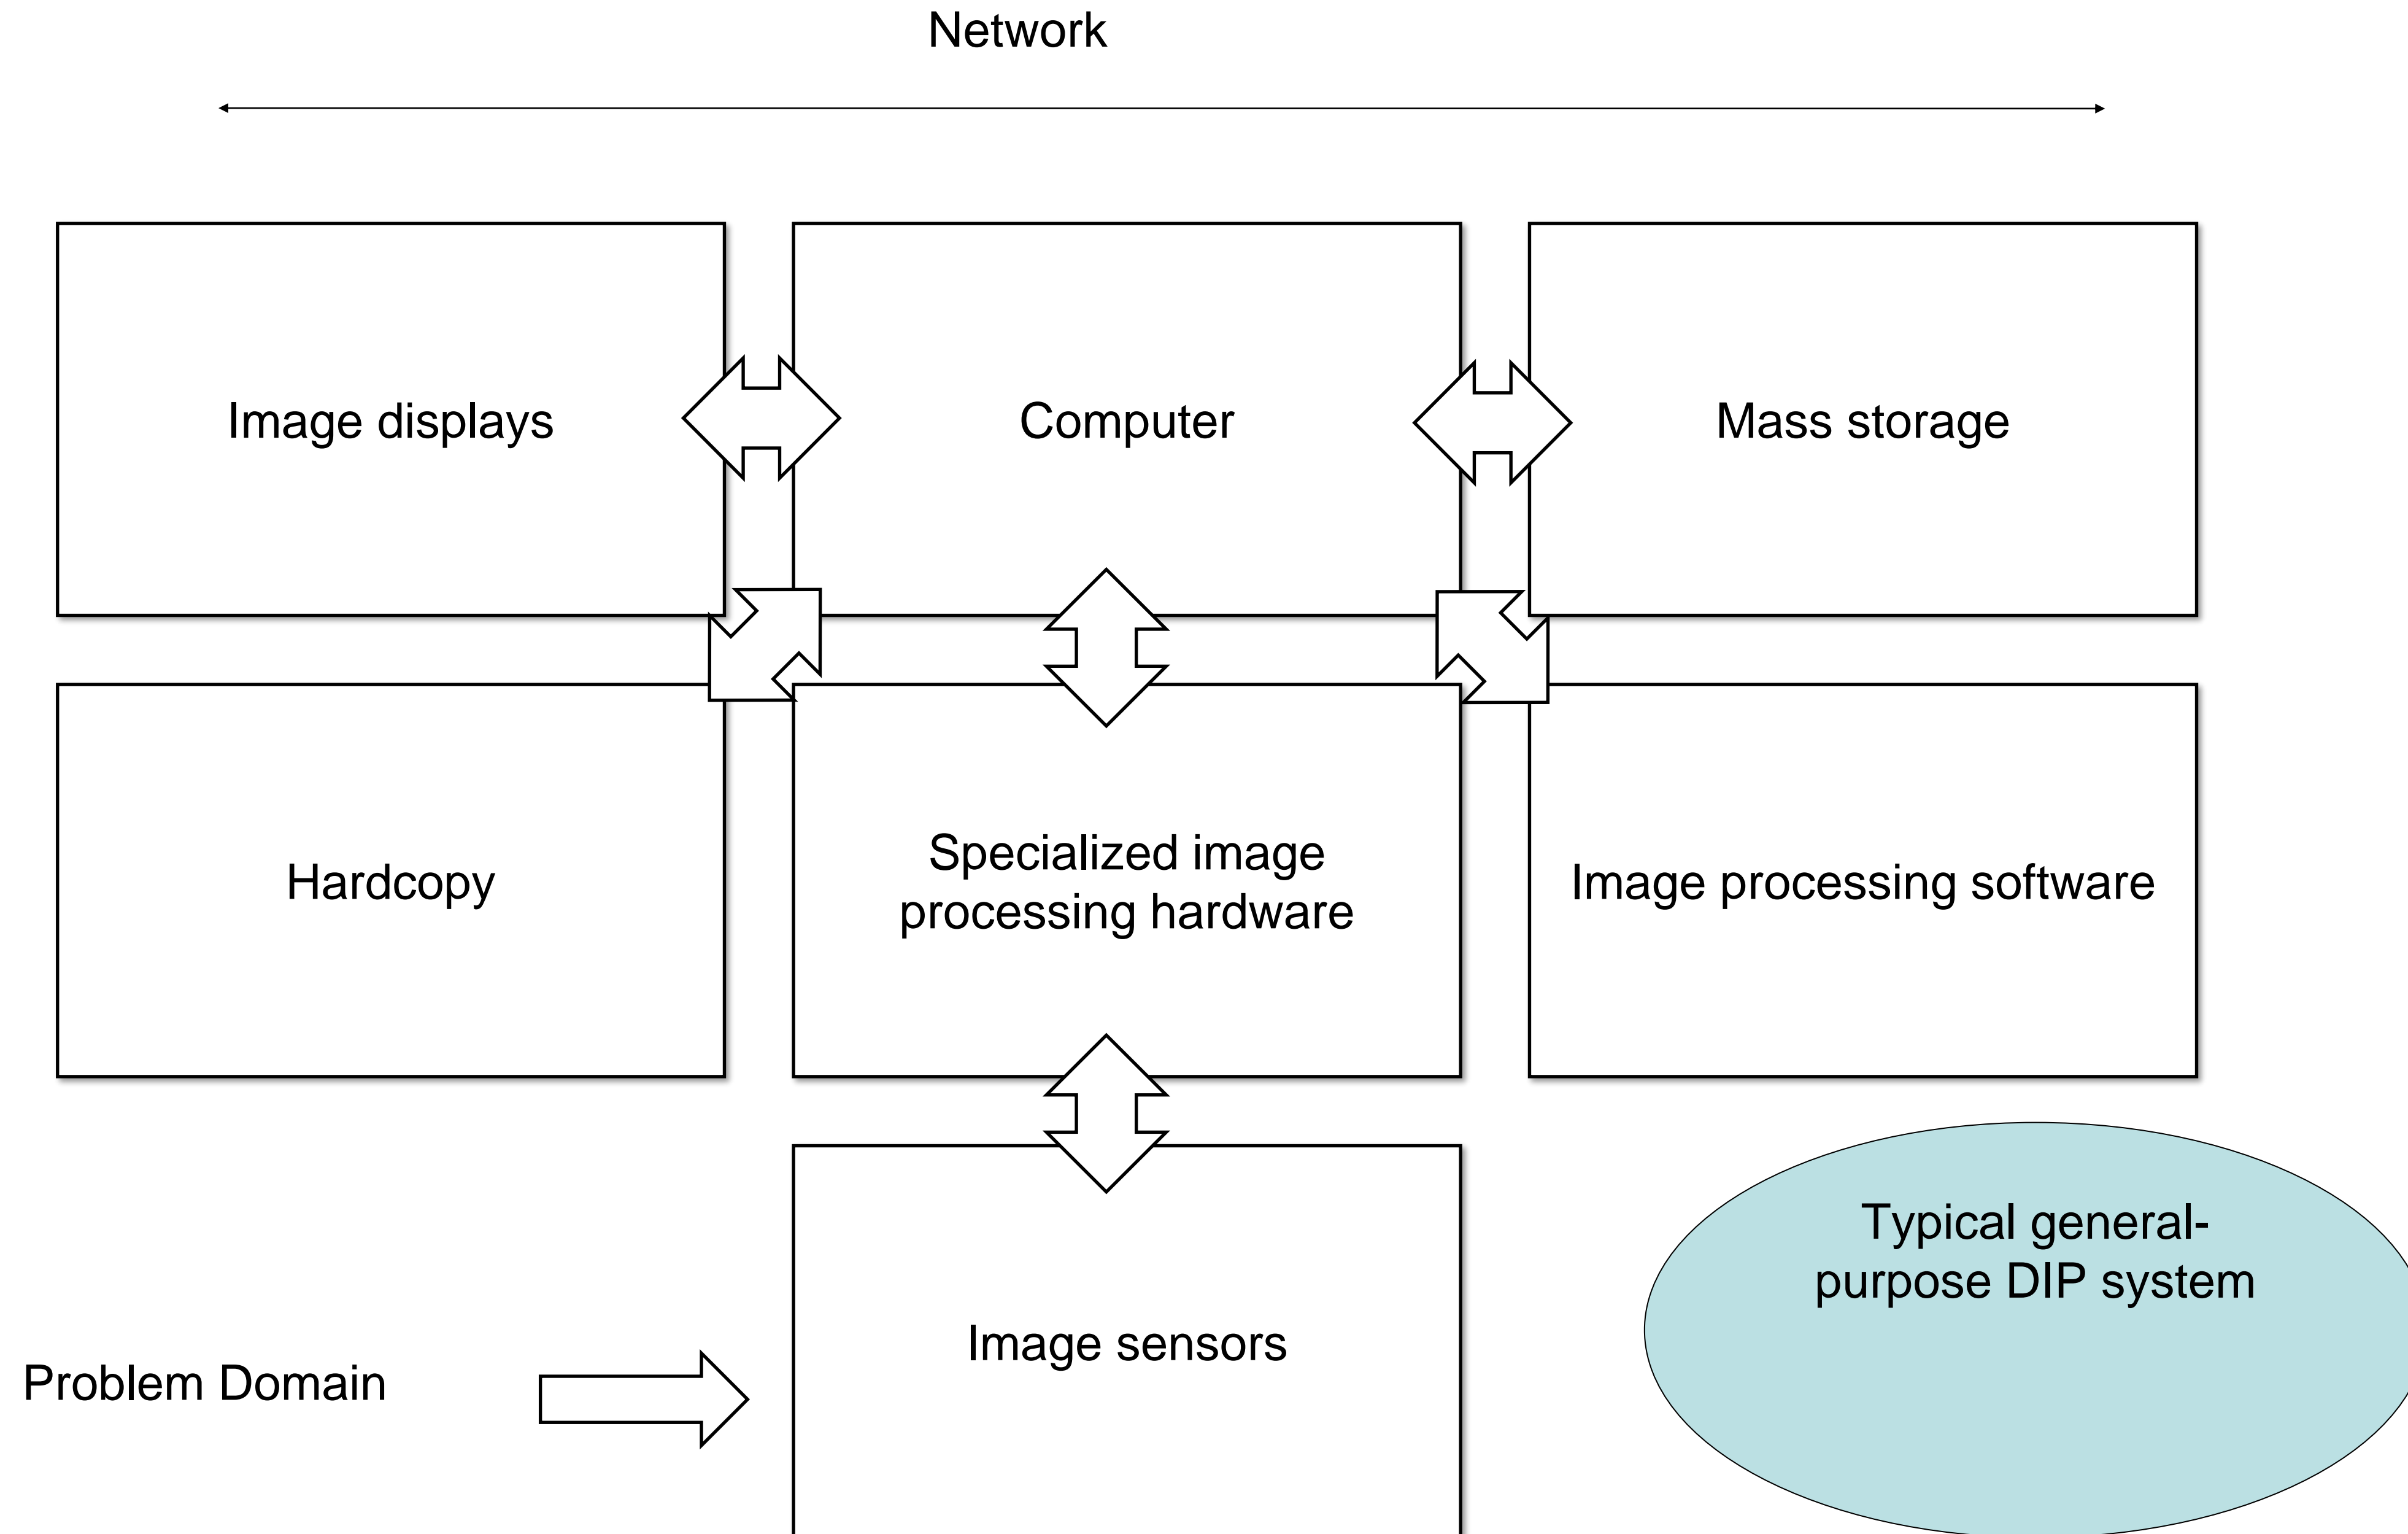 Network
Image displays
Computer
Mass storage
Hardcopy
Specialized image
processing hardware
Image processing software
Typical general-
purpose DIP system
Image sensors
Problem Domain